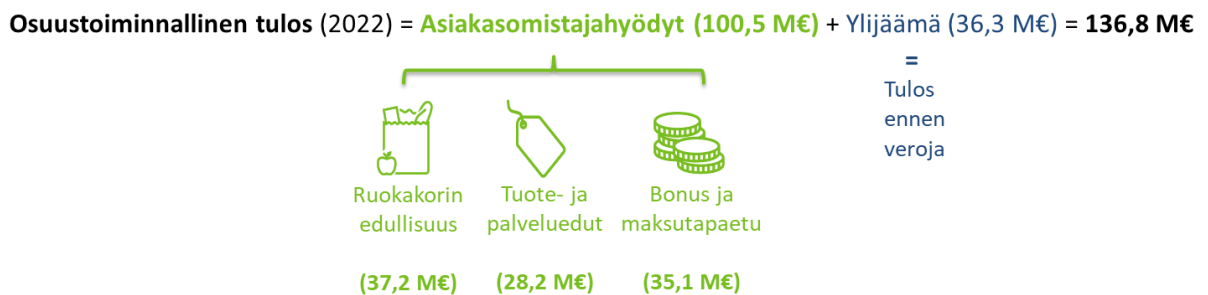 Osuustoiminnallinen tulos (2022) = Asiakasomistajahyödyt (100,5 M€) + Ylijäämä (36,3 M€) = 136,8 M€
=
Tulos
ennen
veroja
Ruokakorin
edullisuus
(37,2 M€)
Tuote- ja
palveluedut
(28,2 M€)
Bonus ja
maksutapaetu
(35,1 M€)